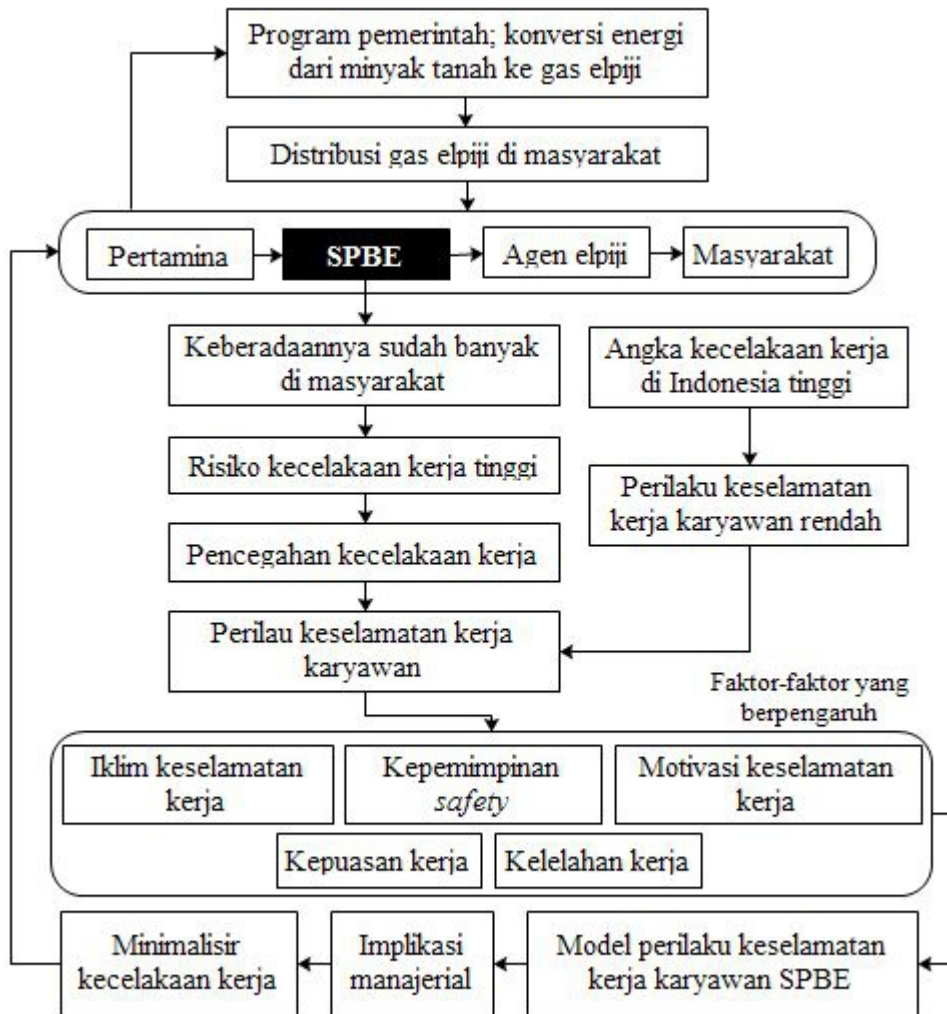 Program pemerintah; konversi energi
dari minyak tanah ke gas elpiji
Distribusi gas elpiji di masyarakat
Pertamina
SPBE
Agen elpiji
Masyarakat
Keberadaannya sudah banyak
di masyarakat
Angka kecelakaan kerja
di Indonesia tinggi
Risiko kecelakaan kerja tinggi
Perilaku keselamatan
kerja karyawan rendah
Pencegahan kecelakaan kerja
Perilau keselamatan kerja
karyawan
Faktor-faktor yang
berpengaruh
Iklim keselamatan
kerja
Kepemimpinan
safety
Motivasi keselamatan
kerja
Kepuasan kerja
Kelelahan kerja
Minimalisir
kecelakaan kerja
Implikasi
manajerial
Model perilaku keselamatan
kerja karyawan SPBE